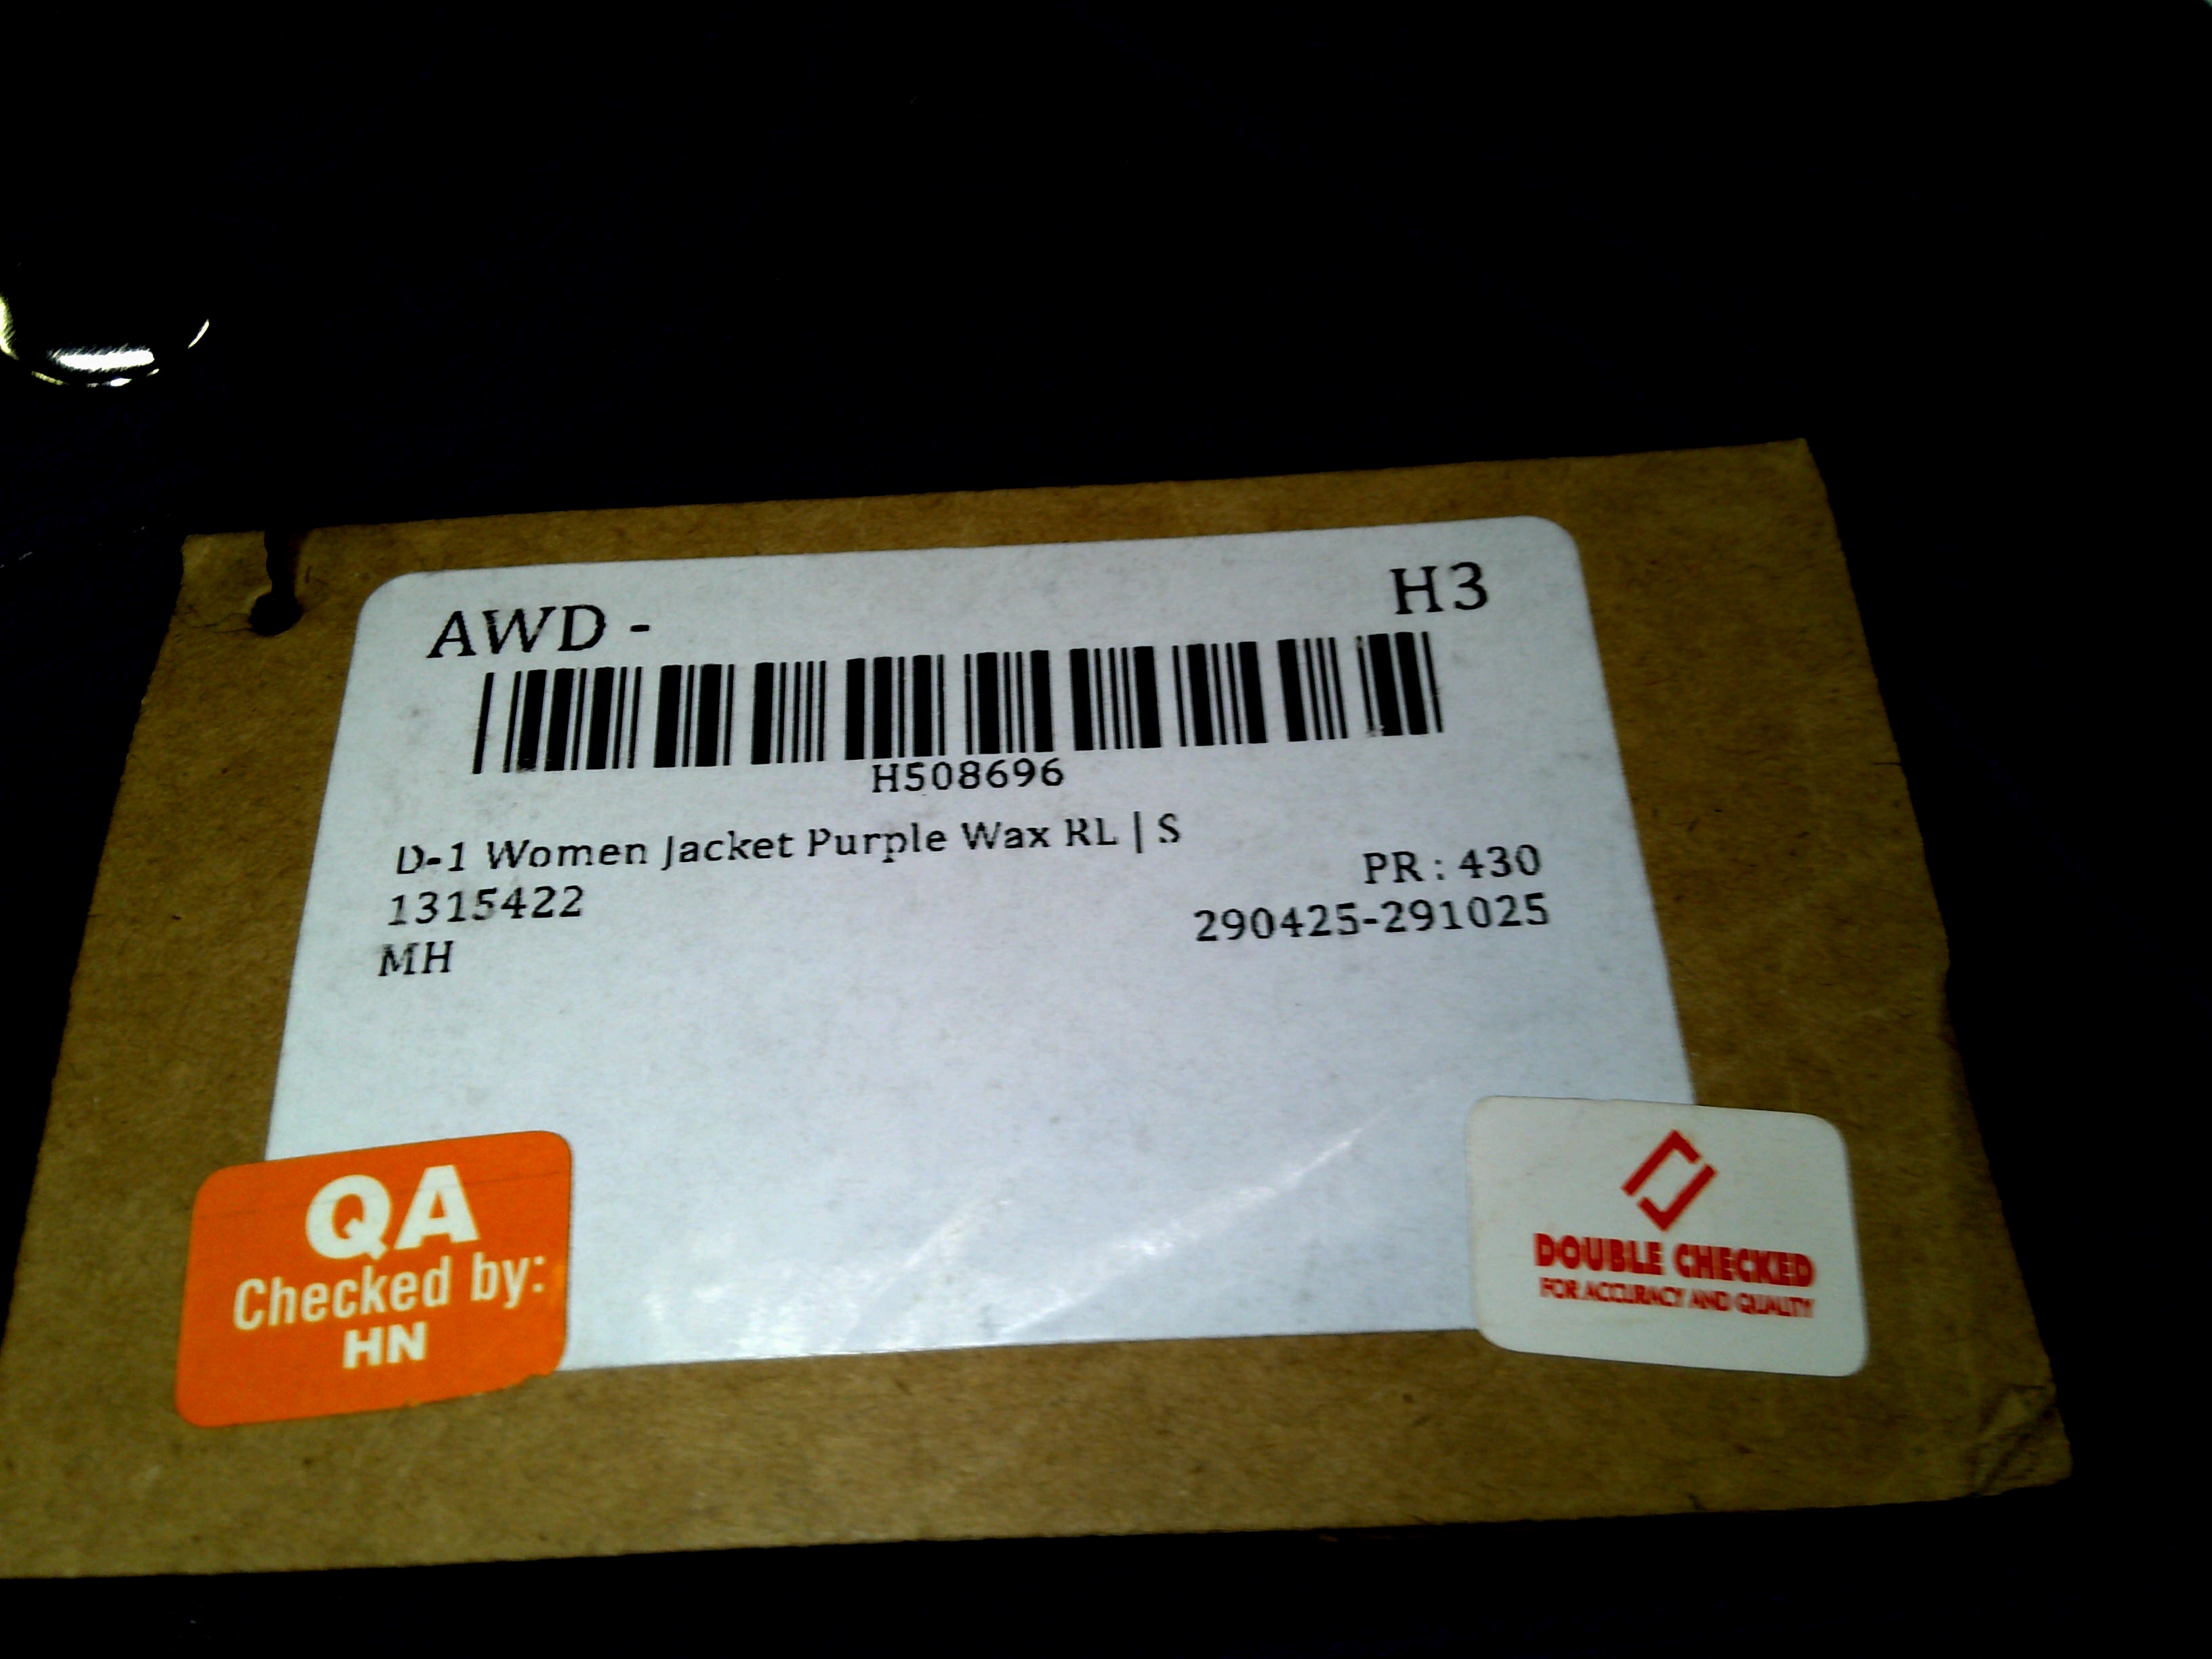 AWD - H3
H508696
D-1 Women Jacket Purple Wax RL | S
PR : 430
1315422
290425-291025
MH
QA
Checked by:
HN
DOUBLE CHECKED
FOR ACCURACY AND QUALITY